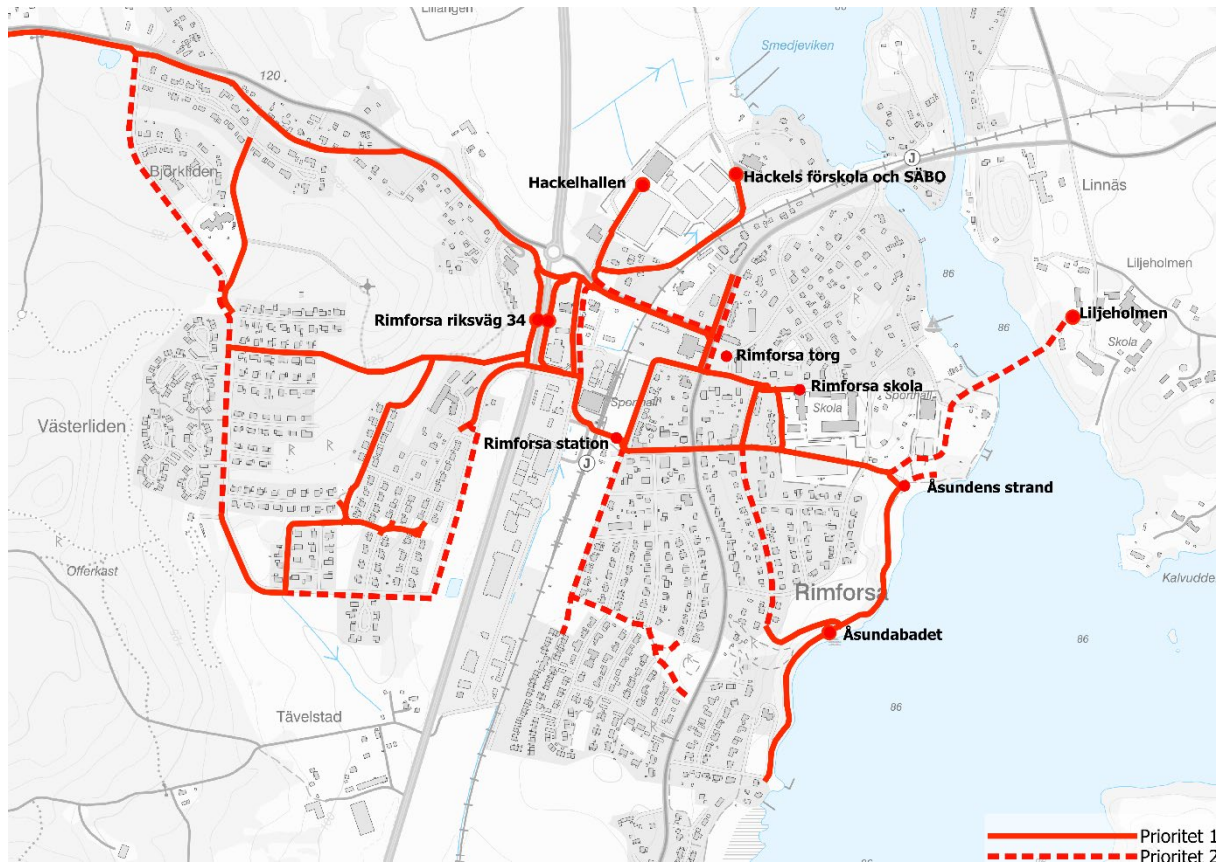 Lillången
Smedjeviken
120
J
Hackels förskola och SÄBO
Björkliden
Hackelhallen
Linnäs
86
Liljeholmen
86
Liljeholmen
R
Rimforsa riksväg 34
Skola
Rimforsa torg
Rimforsa skola
Sporthall
Skola
Sporthall
Västerliden
R
R
Rimforsa station
J
Åsundens strand
R
R
Offerkast
Kalvudden
Rimforsa
Åsundabadet
86
86
Tävelstad
R
Prioritet 1
Prioritet 2